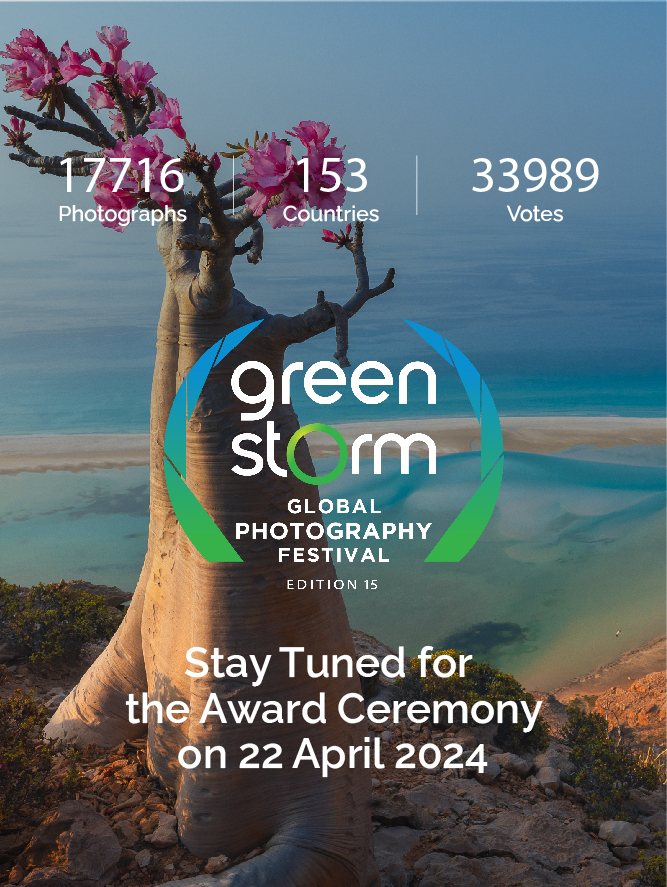 17716 153 33989
Photographs Countries Votes
green
storm
GLOBAL
PHOTOGRAPHY
FESTIVAL
EDITION 15
Stay Tuned for
the Award Ceremony
on 22 April 2024